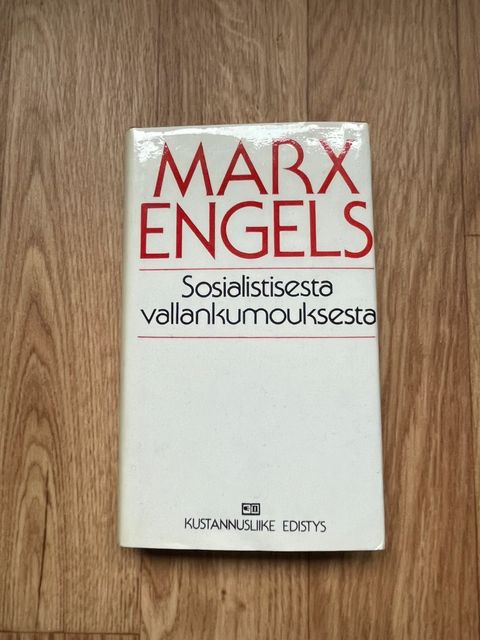 MARX
ENGELS
Sosialistisesta
vallankumouksesta
KUSTANNUSLIIKE EDISTYS